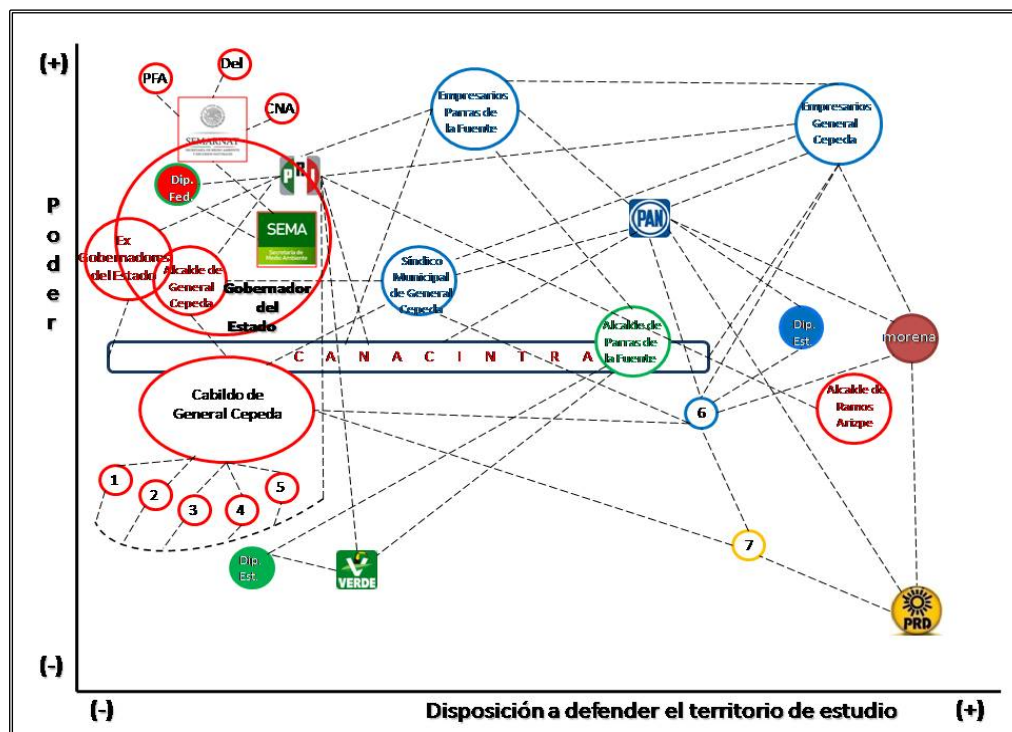 (+)
Poder
(-)
(-)
Disposición a defender el territorio de estudio
(+)
PFA
Del
CNA
SEMARNAT
Dip.
Fed.
PRI
SEMA
Secretaría de
Medio Ambiente
Ex
Gobernadores
del Estado
Alcalde de
General
Cepeda
Gobernador
del
Estado
Empresarios
Parras de
la Fuente
Empresarios
General
Cepeda
PAN
Síndico
Municipal
de General
Cepeda
Alcalde de
Parras de
la Fuente
Dip.
Est.
morena
CANACINTRA
Alcalde de
Ramos
Arizpe
Cabildo de
General Cepeda
6
1
2
3
4
5
7
Dip.
Est.
VERDE
PRD